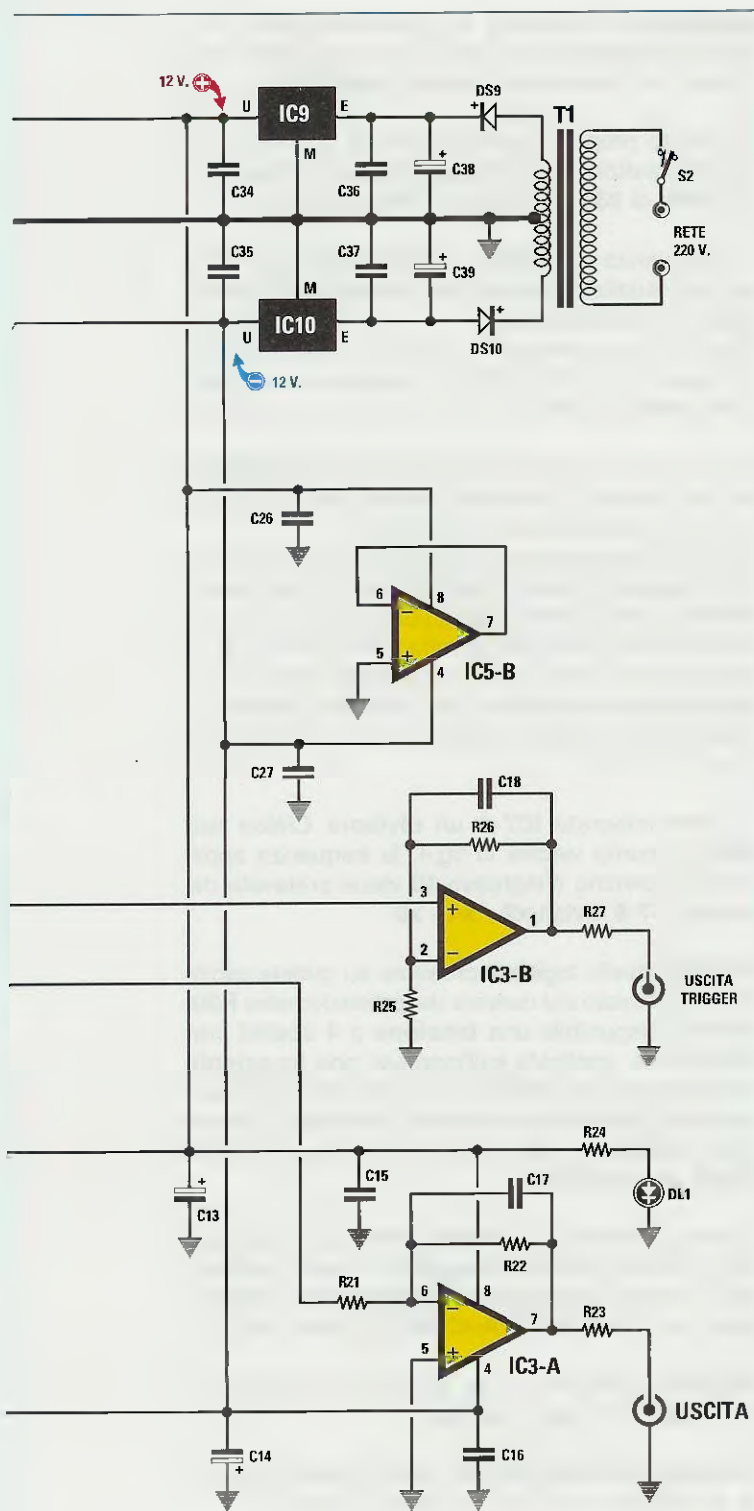 12 V. +
U
IC9
E
DS9
+
T1
M
+
C34
C36
C38
S2
RETE
220 V.
C35
C37
+
C39
M
U
IC10
E
+
DS10
− 12 V.
C26
6
−
8
7
5
+
4
IC5-B
C27
C18
R26
3
+
1
R27
2
−
IC3-B
R25
USCITA
TRIGGER
R24
+
C13
C15
C17
DL1
R22
R21
6
−
8
7
R23
5
+
4
IC3-A
USCITA
C14
+
C16